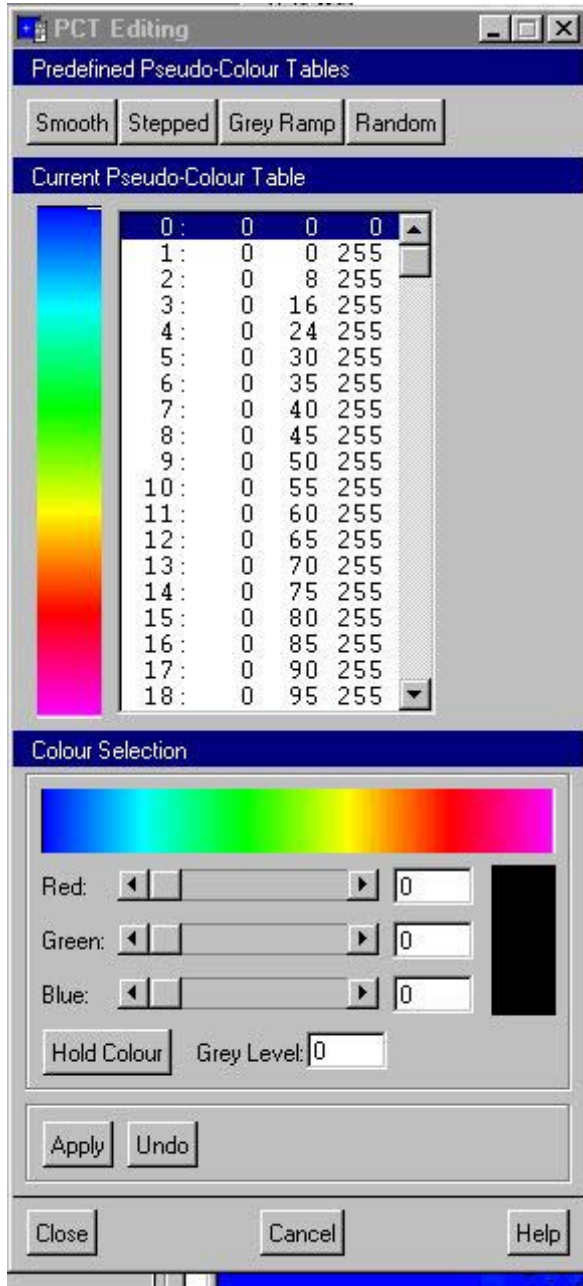 PCT Editing
Predefined Pseudo-Colour Tables
Smooth Stepped Grey Ramp Random
Current Pseudo-Colour Table
0: 0 0 0
1: 0 0 255
2: 0 8 255
3: 0 16 255
4: 0 24 255
5: 0 30 255
6: 0 35 255
7: 0 40 255
8: 0 45 255
9: 0 50 255
10: 0 55 255
11: 0 60 255
12: 0 65 255
13: 0 70 255
14: 0 75 255
15: 0 80 255
16: 0 85 255
17: 0 90 255
18: 0 95 255
Colour Selection
Red: 0
Green: 0
Blue: 0
Hold Colour Grey Level: 0
Apply Undo
Close Cancel Help